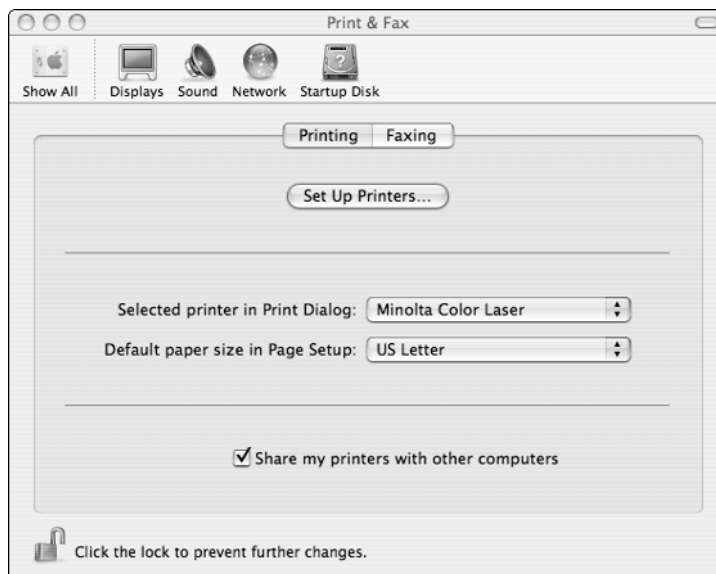 Print & Fax
Show All Displays Sound Network Startup Disk
Printing Faxing
Set Up Printers...
Selected printer in Print Dialog: Minolta Color Laser
Default paper size in Page Setup: US Letter
Share my printers with other computers
Click the lock to prevent further changes.